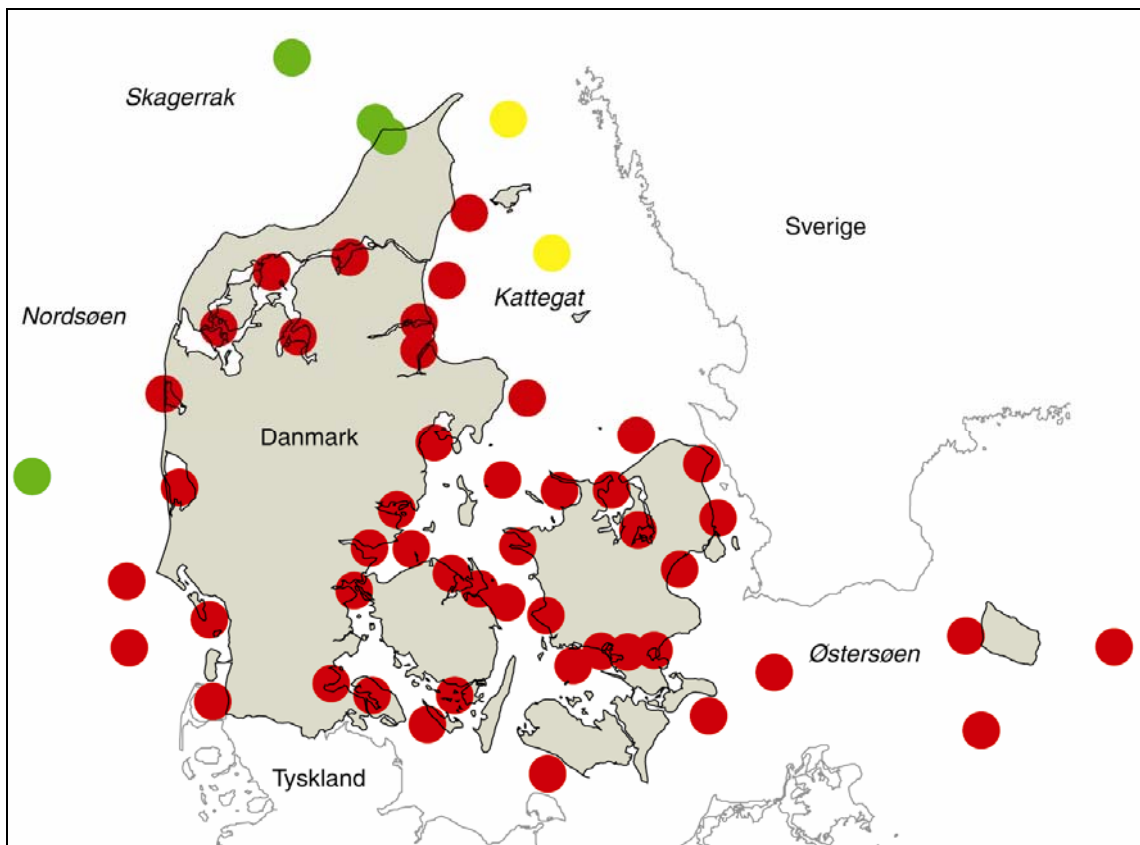 Skagerrak
Sverige
Nordsøen
Kattegat
Danmark
Østersøen
Tyskland